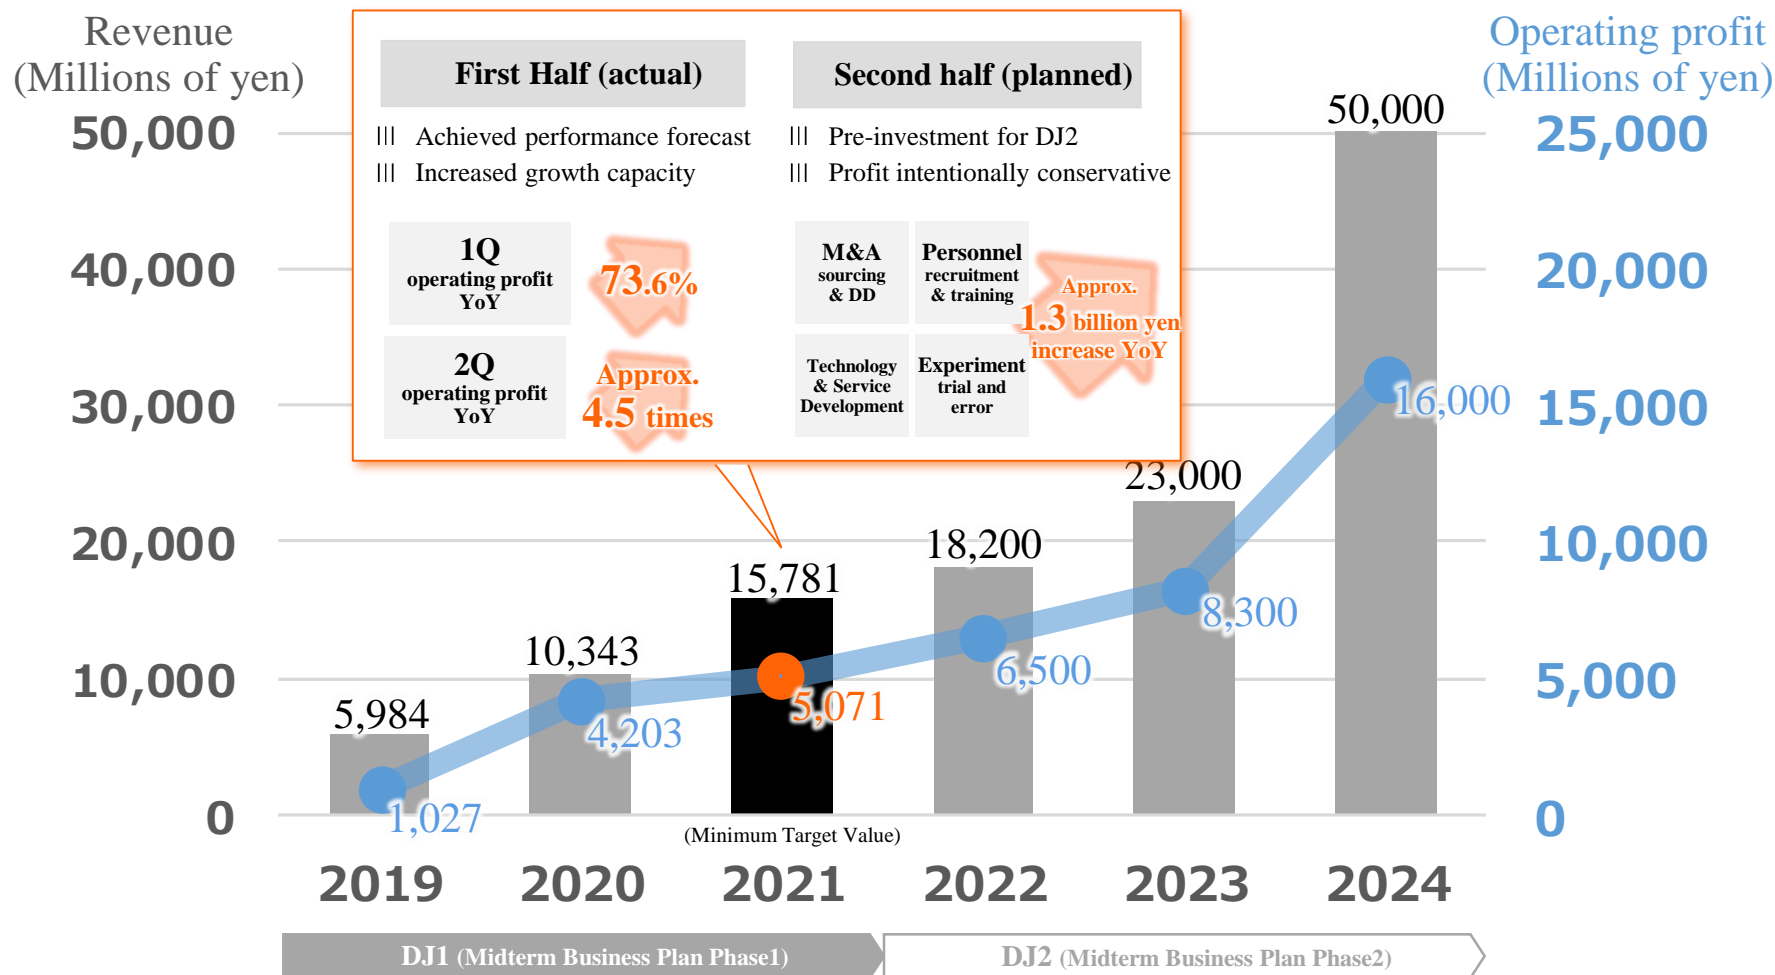 Revenue
(Millions of yen)
Operating profit
(Millions of yen)
First Half (actual)
Achieved performance forecast
Increased growth capacity
1Q
operating profit
YoY
73.6%
2Q
operating profit
YoY
Approx.
4.5 times
Second half (planned)
Pre-investment for DJ2
Profit intentionally conservative
M&A
sourcing
& DD
Personnel
recruitment
& training
Technology
& Service
Development
Experiment
trial and
error
Approx.
1.3 billion yen
increase YoY
50,000
40,000
30,000
20,000
10,000
0
25,000
20,000
15,000
10,000
5,000
0
5,984
10,343
15,781
18,200
23,000
50,000
1,027
4,203
5,071
6,500
8,300
16,000
(Minimum Target Value)
2019
2020
2021
2022
2023
2024
DJ1 (Midterm Business Plan Phase1)
DJ2 (Midterm Business Plan Phase2)